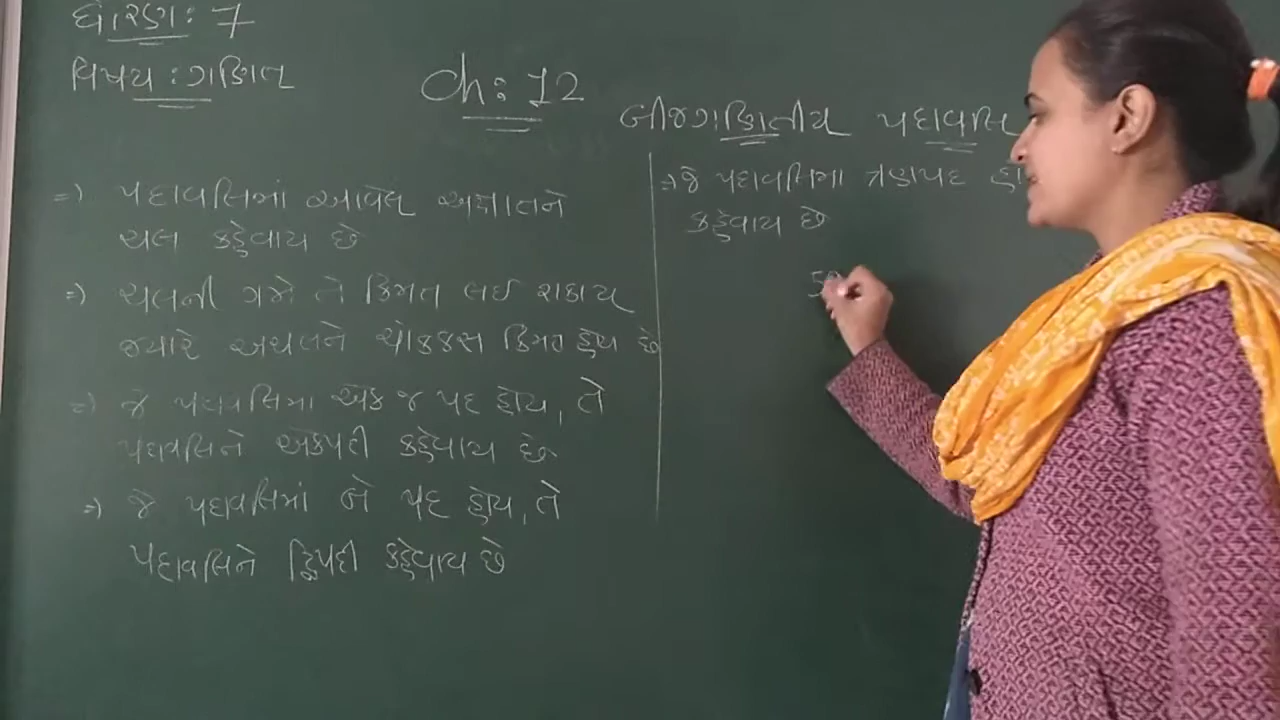 ધોરણ : 7
વિષય : ગણિત
Ch: 12
બીજગણિતીય પદાવલિ
=) પદાવલિમાં આવેલ અજ્ઞાતને
ચલ કહેવાય છે
=) ચલની ગમે તે કિંમત લઈ શકાય
જ્યારે અચલને ચોક્કસ કિંમત હોય છે
=) જે પદાવલિમા એક જ પદ હોય, તે
પદાવલિને એકપદી કહેવાય છે
=) જે પદાવલિમાં બે પદ હોય, તે
પદાવલિને દ્વિપદી કહેવાય છે
=) જે પદાવલિમા ત્રણપદ
કહેવાય છે